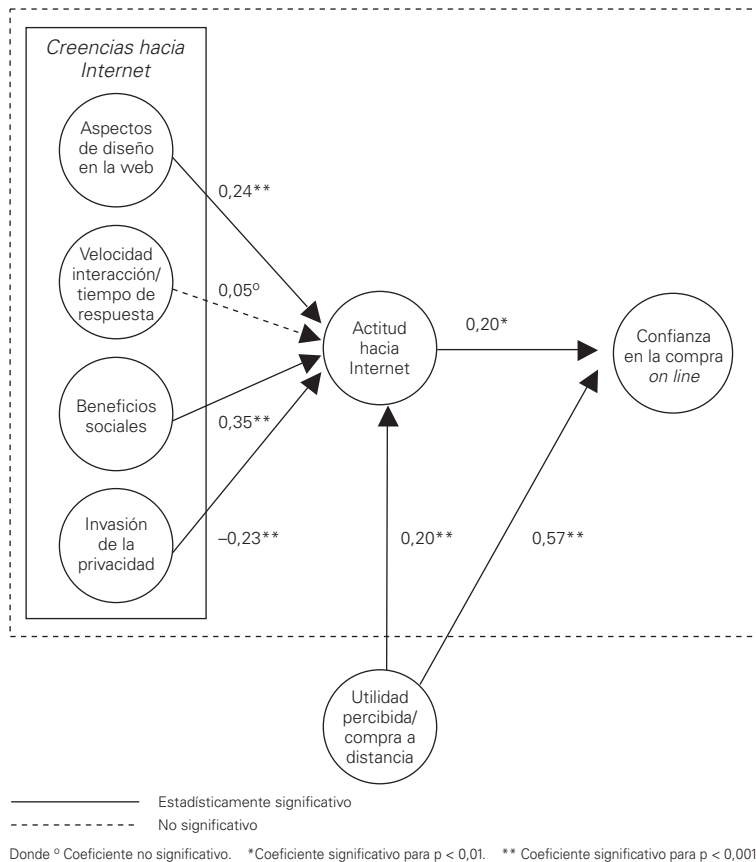 Creencias hacia
Internet
Aspectos
de diseño
en la web
0,24**
Velocidad
interacción/
tiempo de
respuesta
0,05º
Actitud
hacia
Internet
0,20*
Confianza
en la compra
on line
Beneficios
sociales
0,35**
Invasión
de la
privacidad
–0,23**
0,20**
0,57**
Utilidad
percibida/
compra a
distancia
Estadísticamente significativo
No significativo
Donde º Coeficiente no significativo. *Coeficiente significativo para p < 0,01. ** Coeficiente significativo para p < 0,001